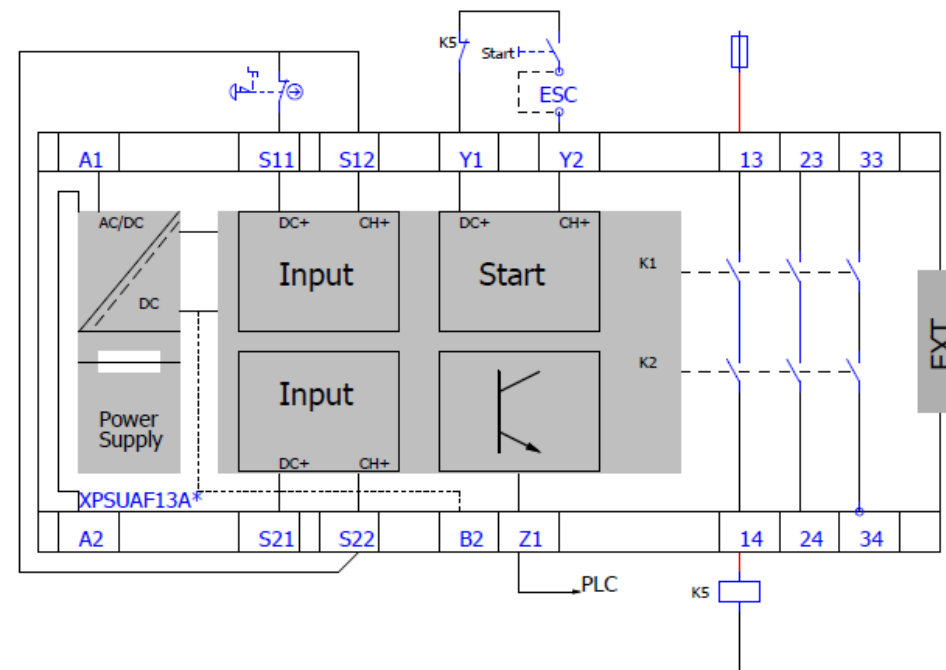 K5
Start
ESC
A1 S11 S12 Y1 Y2 13 23 33
AC/DC
DC
DC+ CH+
Input
DC+ CH+
Start
K1
K2
EXT
Input
DC+ CH+
Power
Supply
XPSUAF13A*
A2 S21 S22 B2 Z1 14 24 34
PLC
K5